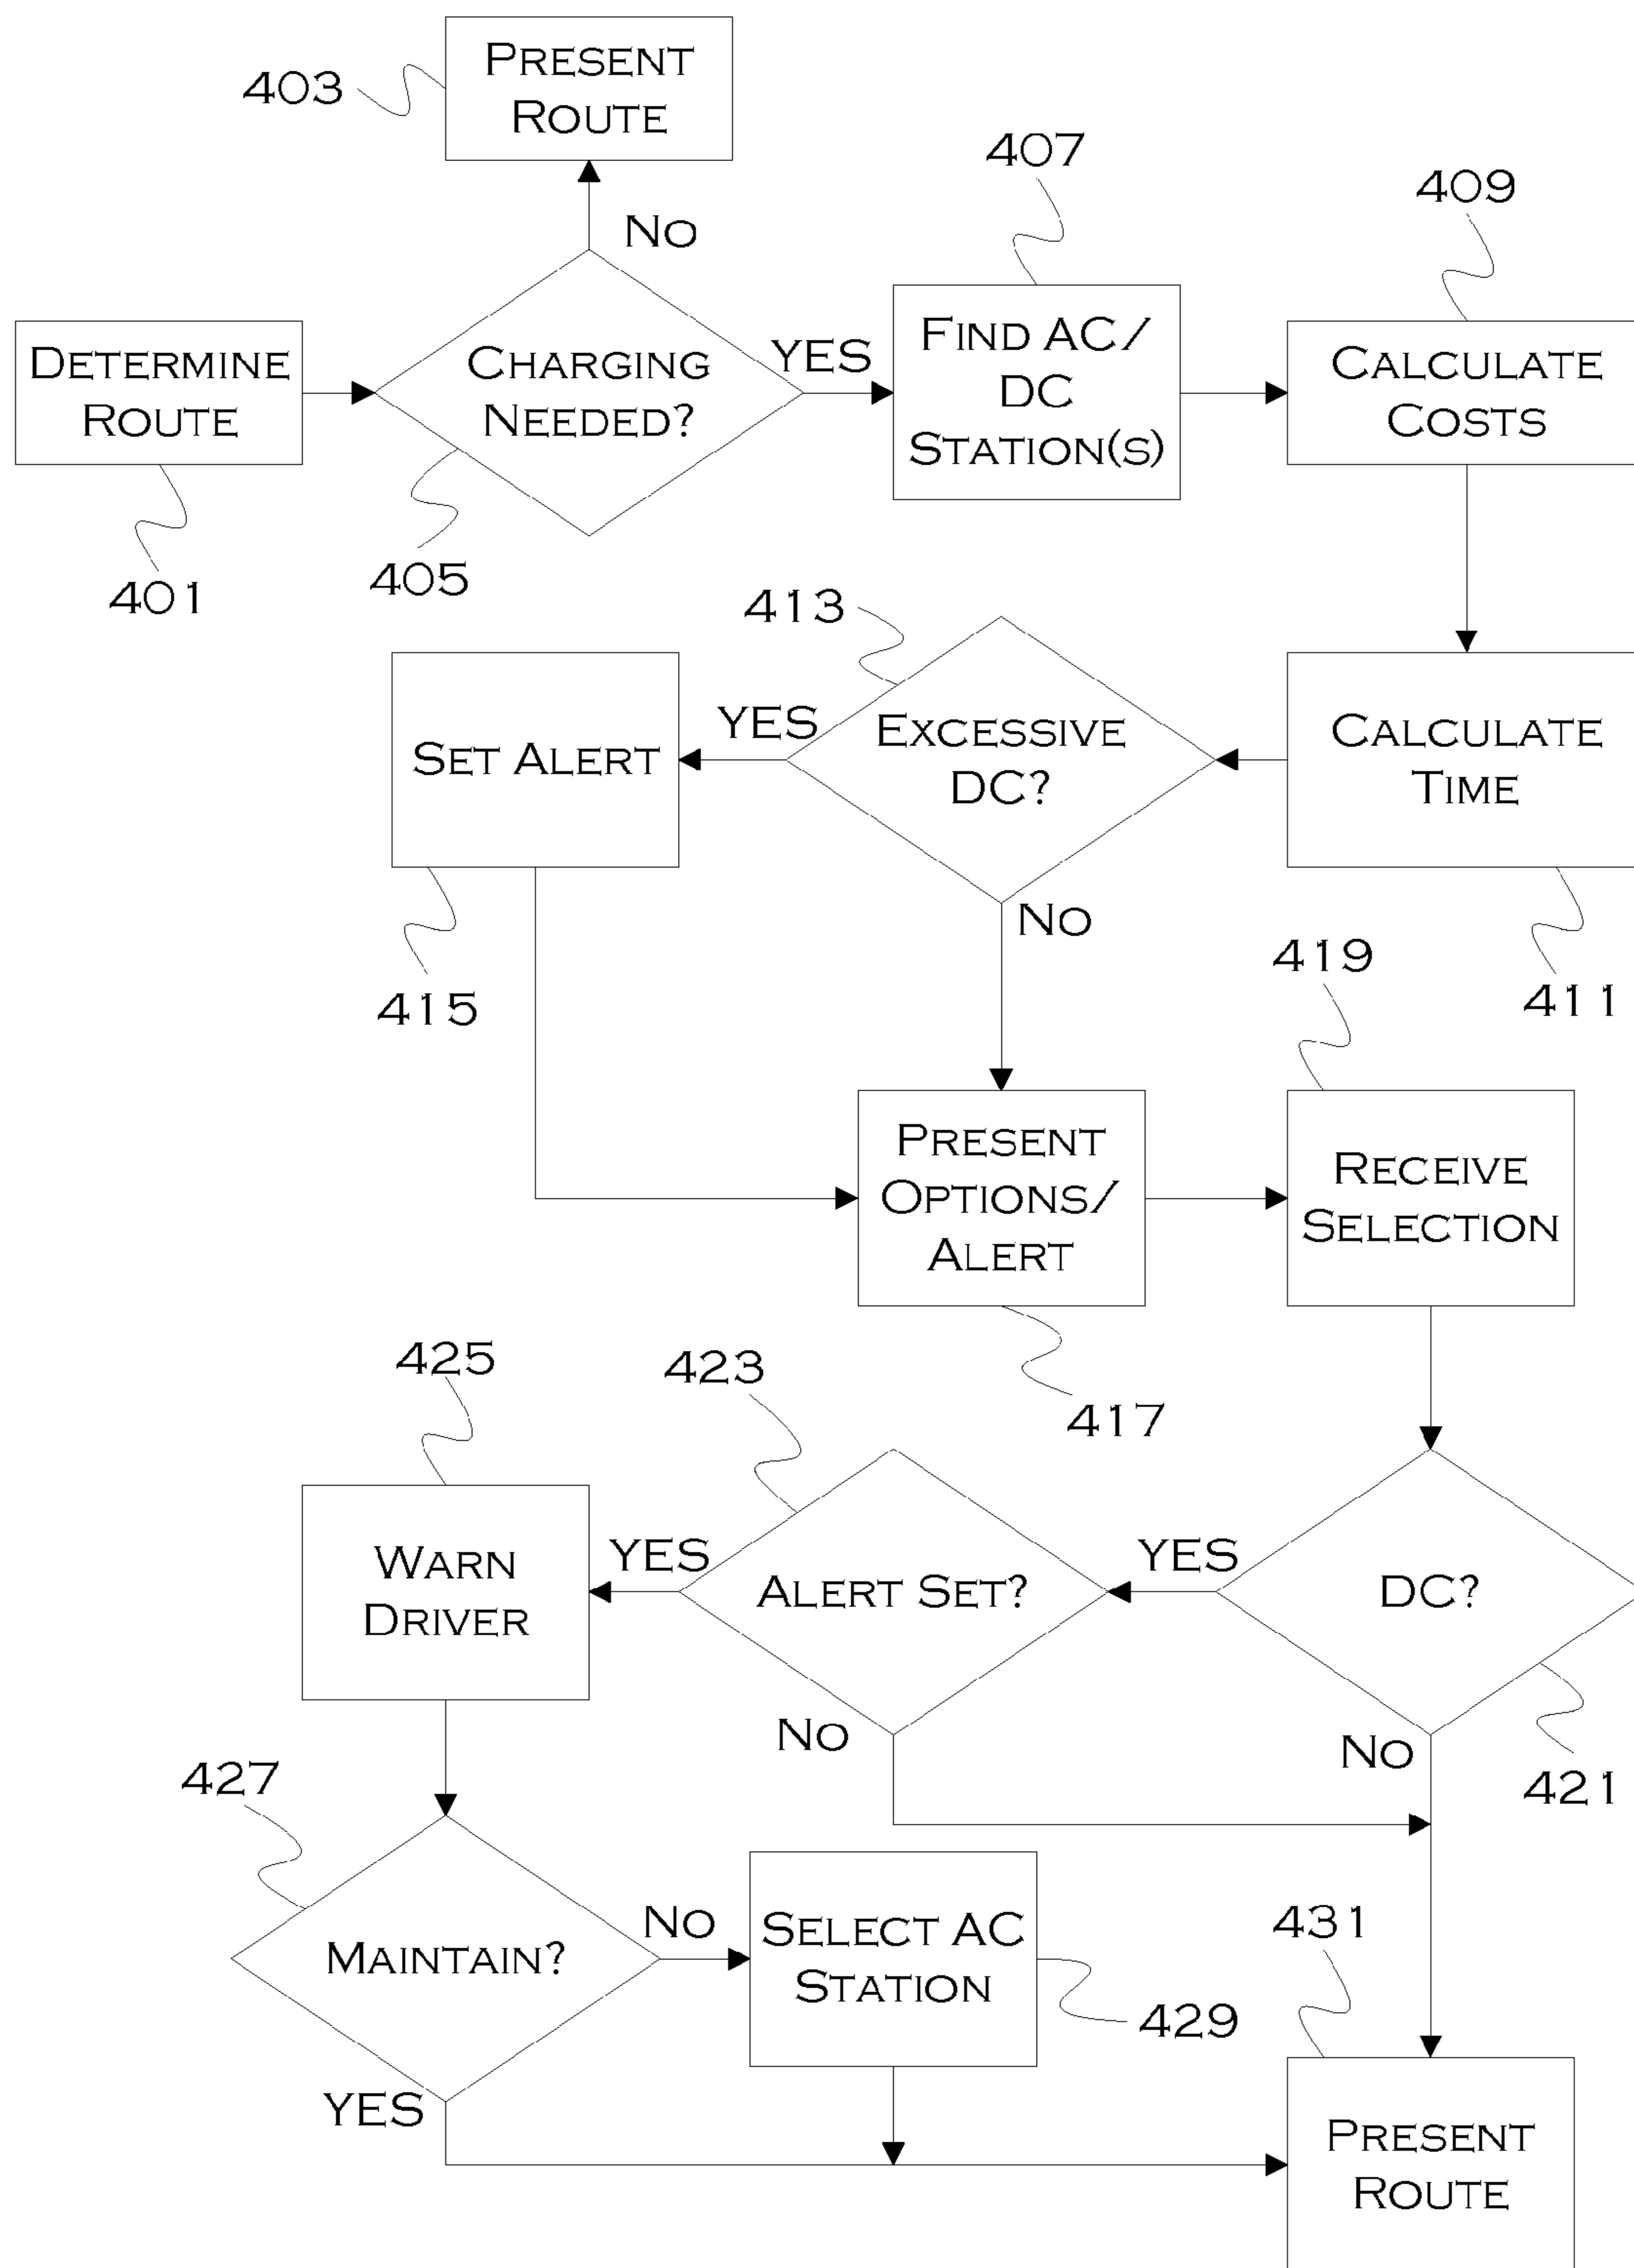 PRESENT
ROUTE
403
407
409
NO
DETERMINE
ROUTE
CHARGING
NEEDED?
YES
FIND AC/
DC
STATION(S)
CALCULATE
COSTS
401
405
413
SET ALERT
YES
EXCESSIVE
DC?
CALCULATE
TIME
NO
415
419
411
PRESENT
OPTIONS/
ALERT
RECEIVE
SELECTION
425
423
417
WARN
DRIVER
YES
ALERT SET?
YES
DC?
NO
NO
427
421
MAINTAIN?
NO
SELECT AC
STATION
431
429
YES
PRESENT
ROUTE